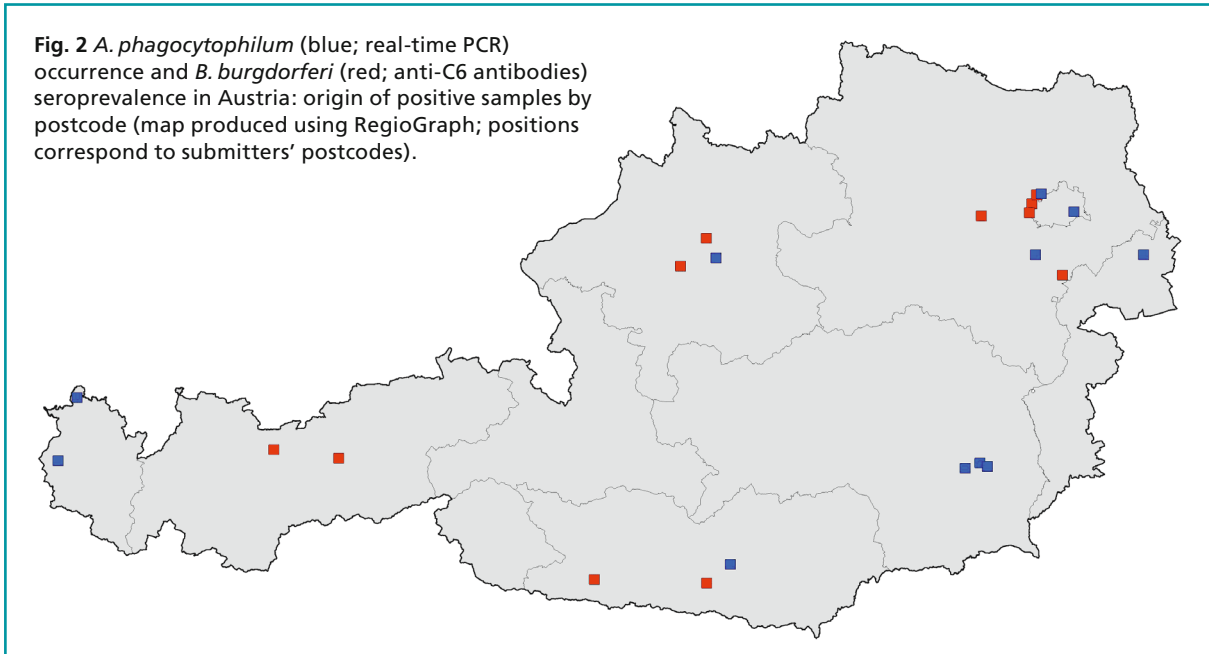 Fig. 2 A. phagocytophilum (blue; real-time PCR)
occurrence and B. burgdorferi (red; anti-C6 antibodies)
seroprevalence in Austria: origin of positive samples by
postcode (map produced using RegioGraph; positions
correspond to submitters’ postcodes).